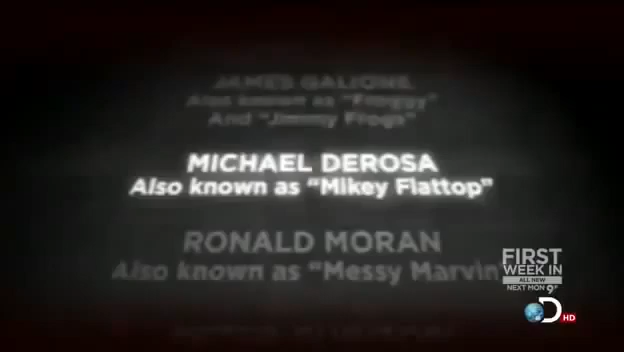 JAMES GALIONE
Also known as "Froggy"
And "Jimmy Frogs"
MICHAEL DEROSA
Also known as "Mikey Flattop"
RONALD MORAN
Also known as "Messy Marvin"
FIRST
WEEK IN
ALL NEW
NEXT MON 9P
D HD